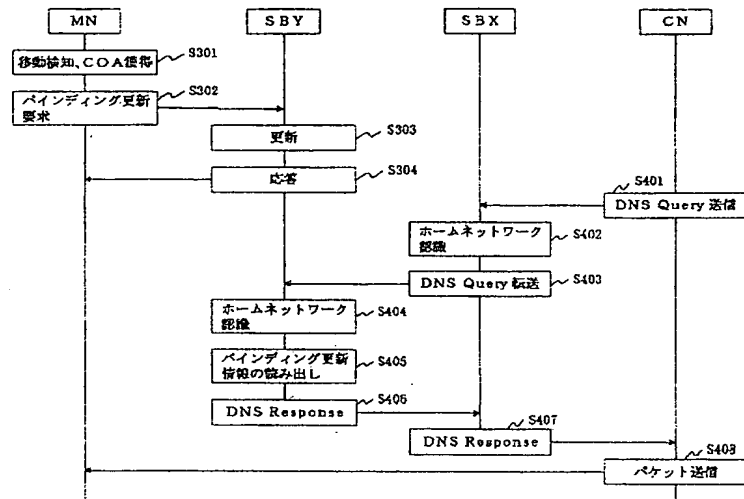 MN
SBY
SBX
CN
移動検知、COA獲得
S301
バインディング更新
要求
S302
更新
S303
応答
S304
S401
DNS Query 送信
ホームネットワーク
認識
S402
DNS Query 転送
S403
ホームネットワーク
認識
S404
バインディング更新
情報の読み出し
S405
S406
DNS Response
S407
DNS Response
S408
パケット送信